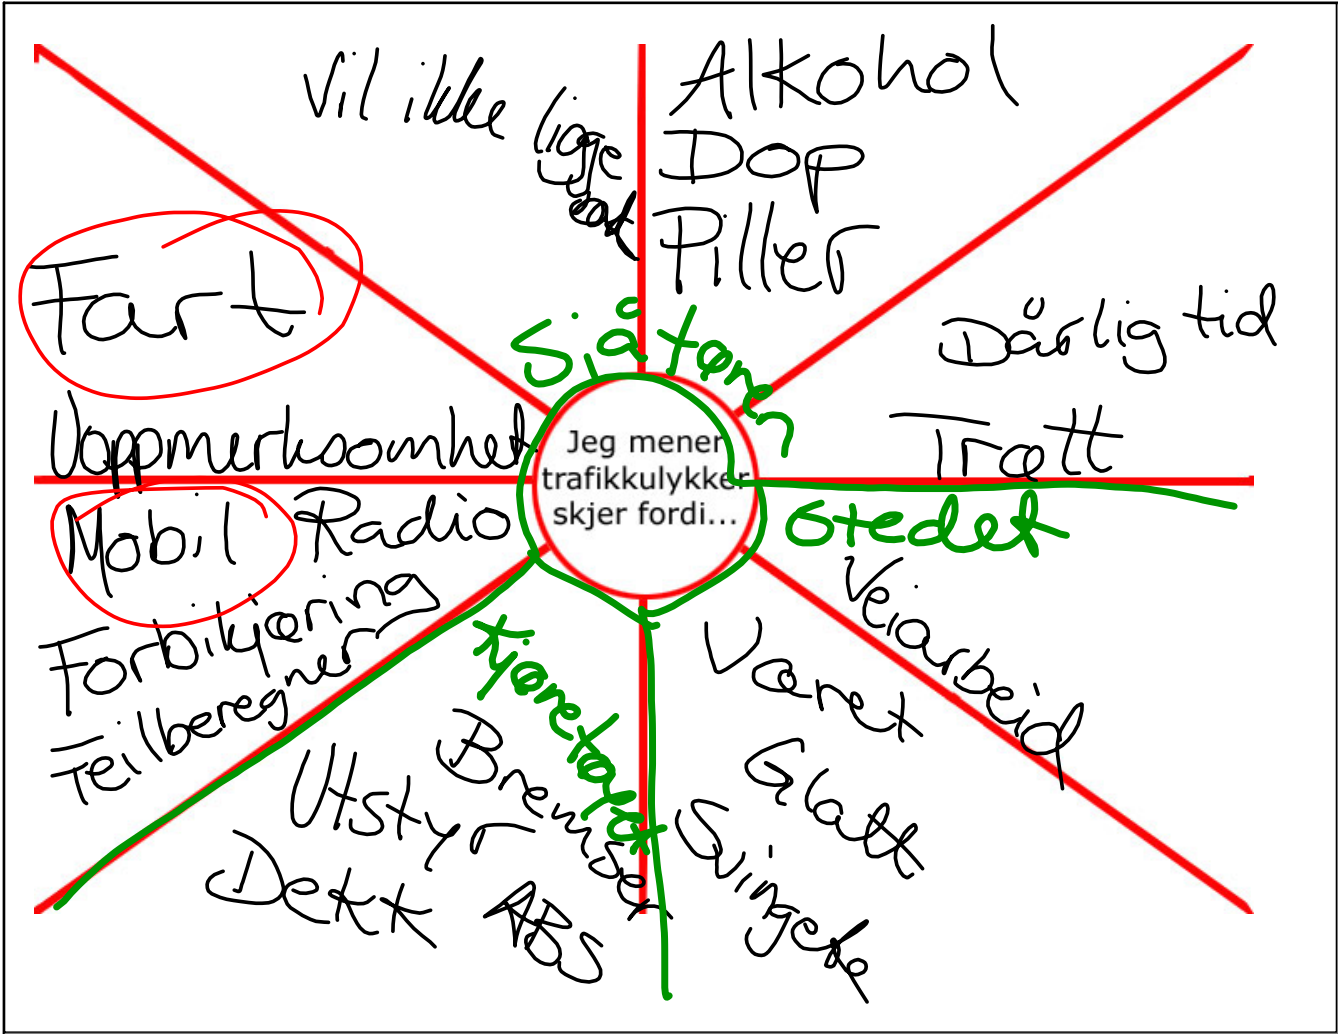 Vil ikke ligge
bak
Alkohol
Dop
Piller
Fart
Dårlig tid
Sjåføren
Uoppmerksomhet
Trøtt
Jeg mener
trafikkulykker
skjer fordi...
Mobil
Radio
Stedet
Forbikjøring
Feilberegner
Veiarbeid
Kjøretøyet
Været
Utstyr
Bremser
Glatt
Dekk
ABS
Svingete